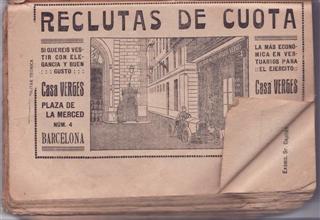 RECLUTAS DE CUOTA
SI QUEREIS VES-
TIR CON ELE-
GANCIA Y BUEN
GUSTO
Casa VERGES
PLAZA DE
LA MERCED
NÚM. 4
BARCELONA
LA MÁS ECONÓ-
MICA EN VES-
TUARIOS PARA
EL EJERCITO
Casa VERGES